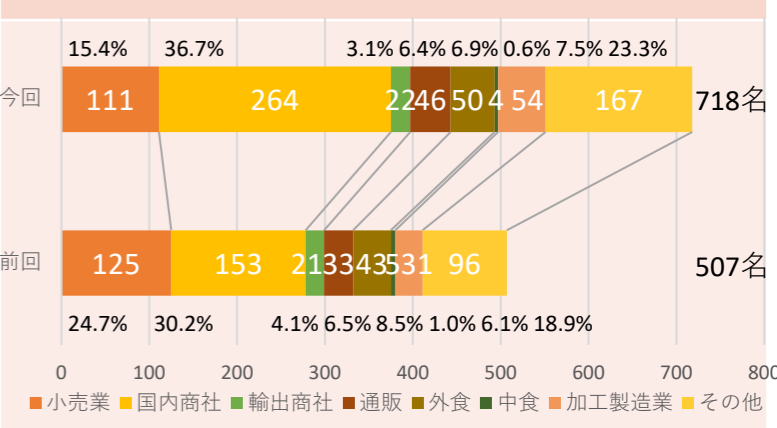 15.4% 36.7% 3.1% 6.4% 6.9% 0.6% 7.5% 23.3%
今回 111 264 22 46 50 4 54 167 718名
前回 125 153 21 33 43 5 31 96 507名
24.7% 30.2% 4.1% 6.5% 8.5% 1.0% 6.1% 18.9%
0 100 200 300 400 500 600 700 800
小売業 国内商社 輸出商社 通販 外食 中食 加工製造業 その他